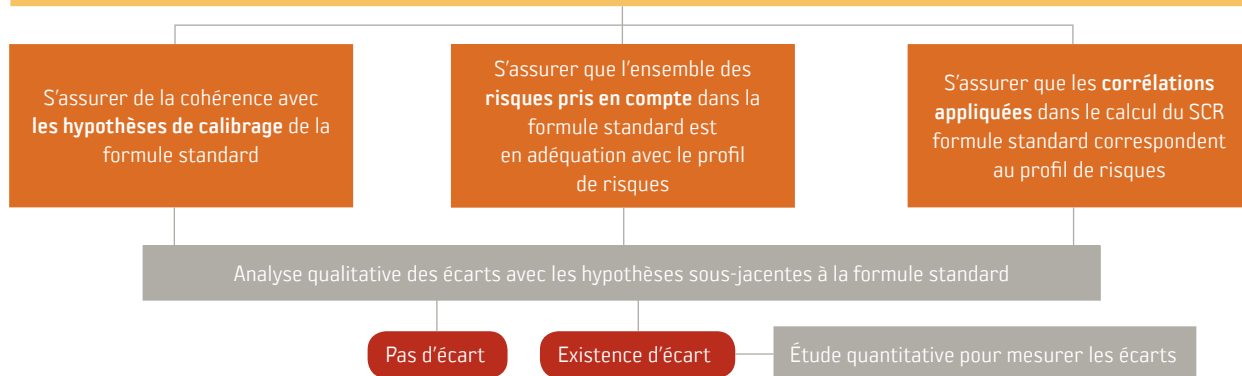 S'assurer de la cohérence avec
les hypothèses de calibrage de la
formule standard
S'assurer que l'ensemble des
risques pris en compte dans la
formule standard est
en adéquation avec le profil
de risques
S'assurer que les corrélations
appliquées dans le calcul du SCR
formule standard correspondent
au profil de risques
Analyse qualitative des écarts avec les hypothèses sous-jacentes à la formule standard
Pas d'écart
Existence d'écart
Étude quantitative pour mesurer les écarts